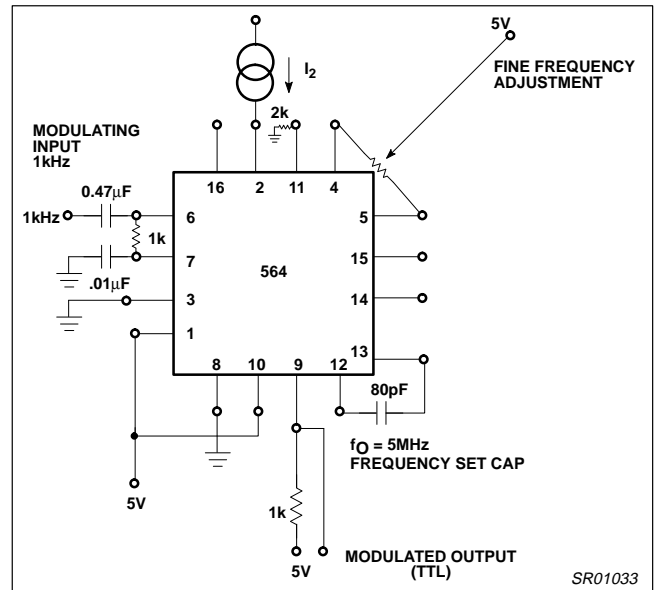 5V
I2
FINE FREQUENCY
ADJUSTMENT
2k
MODULATING
INPUT
1kHz
16
2
11
4
0.47µF
1kHz
6
5
1k
7
15
564
.01µF
14
3
1
13
8
10
9
12
80pF
fO = 5MHz
FREQUENCY SET CAP
5V
1k
5V
MODULATED OUTPUT
(TTL)
SR01033